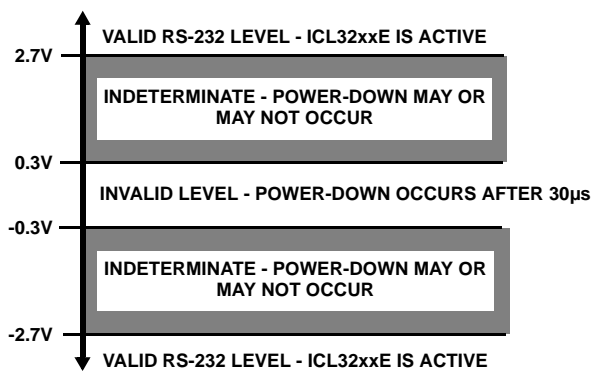 VALID RS-232 LEVEL - ICL32xxE IS ACTIVE
2.7V
INDETERMINATE - POWER-DOWN MAY OR
MAY NOT OCCUR
0.3V
INVALID LEVEL - POWER-DOWN OCCURS AFTER 30µs
-0.3V
INDETERMINATE - POWER-DOWN MAY OR
MAY NOT OCCUR
-2.7V
VALID RS-232 LEVEL - ICL32xxE IS ACTIVE